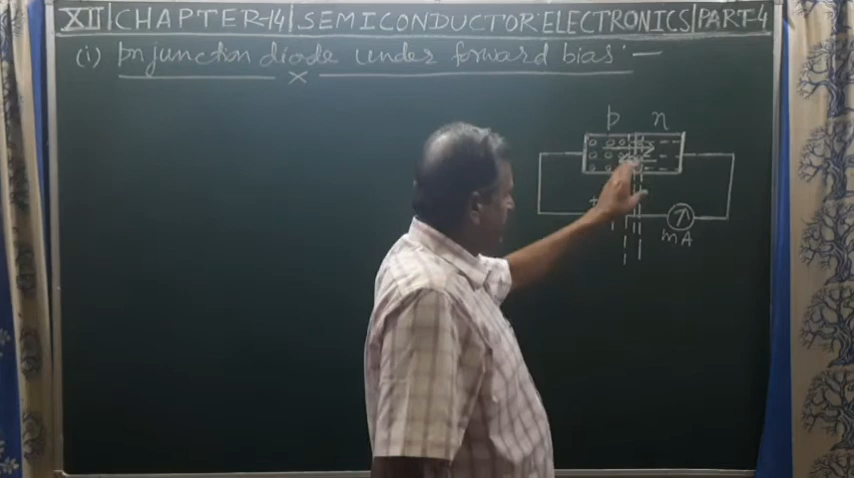 XII | CHAPTER-14 | SEMICONDUCTOR ELECTRONICS | PART-4
(i) pn junction diode under forward bias :—
p n
+
mA